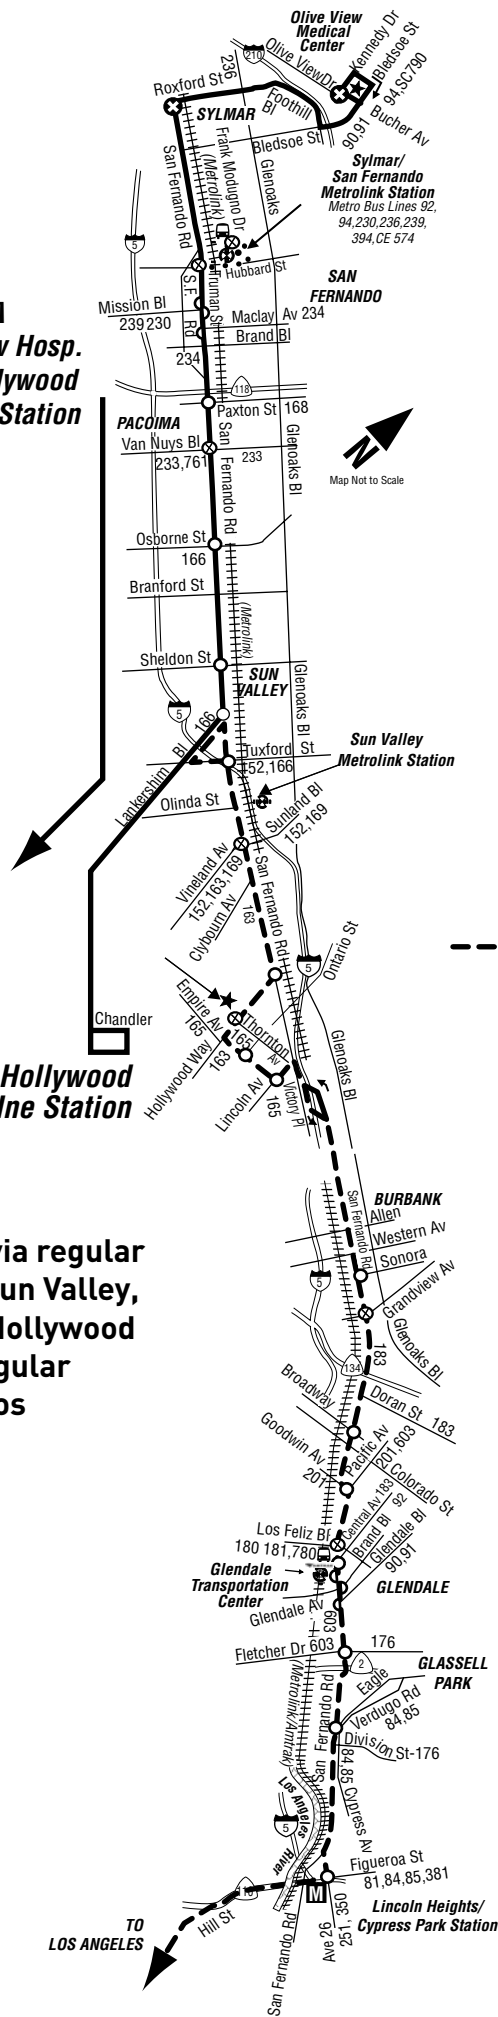 Olive View
Medical
Center
Kennedy Dr
Bledsoe St
94,SC790
Olive View Dr
210
236
Roxford St
Foothill
Bl
SYLMAR
Bucher Av
90,91
Bledsoe St
Frank Modugno Dr
(Metrolink)
Glenoaks
San Fernando Rd
Sylmar/
San Fernando
Metrolink Station
Metro Bus Lines 92,
94,230,236,239,
394,CE 574
5
Hubbard St
Truman St
S.F.
Rd
SAN
FERNANDO
Mission Bl
239 230
Maclay Av 234
Brand Bl
234
w Hosp.
lywood
Station
118
PACOIMA
Paxton St 168
Van Nuys Bl
233,761
233
San Fernando Rd
Glenoaks Bl
N
Map Not to Scale
Osborne St
166
Branford St
(Metrolink)
Sheldon St
SUN
VALLEY
Glenoaks Bl
5
166
Lankershim Bl
Tuxford St
152,166
Sun Valley
Metrolink Station
Olinda St
Sunland Bl
152,169
Vineland Av
152,163,169
Clybourn Av
163
San Fernando Rd
Ontario St
5
Empire Av
165
Thornton
Av
165
Hollywood Way
163
Lincoln Av
165
Victory Pl
Glenoaks Bl
Chandler
Hollywood
Ine Station
BURBANK
San Fernando Rd
Allen
Western Av
Sonora
5
Grandview Av
via regular
Sun Valley,
Hollywood
gular
os
183
Glenoaks Bl
134
Broadway
Doran St 183
Goodwin Av
201
Pacific Av
201,603
Colorado St
Central Av 183
92
Los Feliz Bl
180 181,780
Brand Bl
Glendale Bl
90,91
Glendale
Transportation
Center
GLENDALE
Glendale Av
603
Fletcher Dr 603
176
2
GLASSELL
PARK
(Metrolink/Amtrak)
San Fernando Rd
Eagle
Verdugo Rd
84,85
Division St-176
84,85
Cypress Av
Los Angeles
River
5
Figueroa St
81,84,85,381
110
Hill St
M
Lincoln Heights/
Cypress Park Station
TO
LOS ANGELES
San Fernando Rd
Ave 26
251, 350